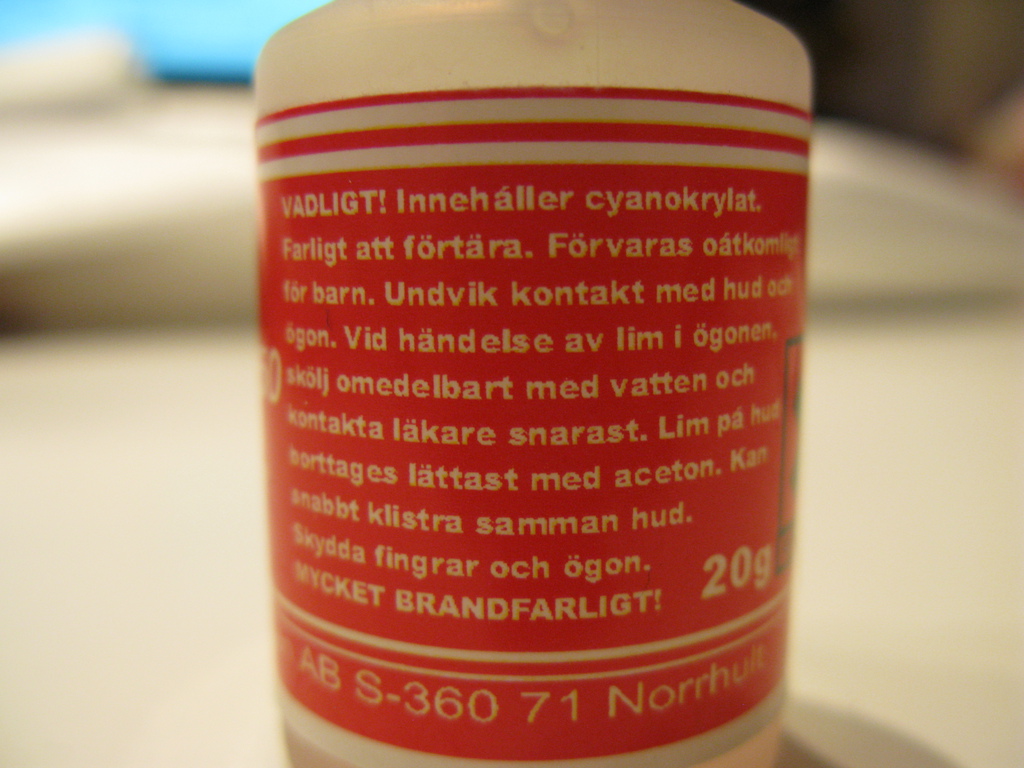 VADLIGT! Innehåller cyanokrylat.
Farligt att förtära. Förvaras oåtkomligt
för barn. Undvik kontakt med hud och
ögon. Vid händelse av lim i ögonen,
skölj omedelbart med vatten och
kontakta läkare snarast. Lim på hud
borttages lättast med aceton. Kan
snabbt klistra samman hud.
Skydda fingrar och ögon.
MYCKET BRANDFARLIGT!
20g
AB S-360 71 Norrhult